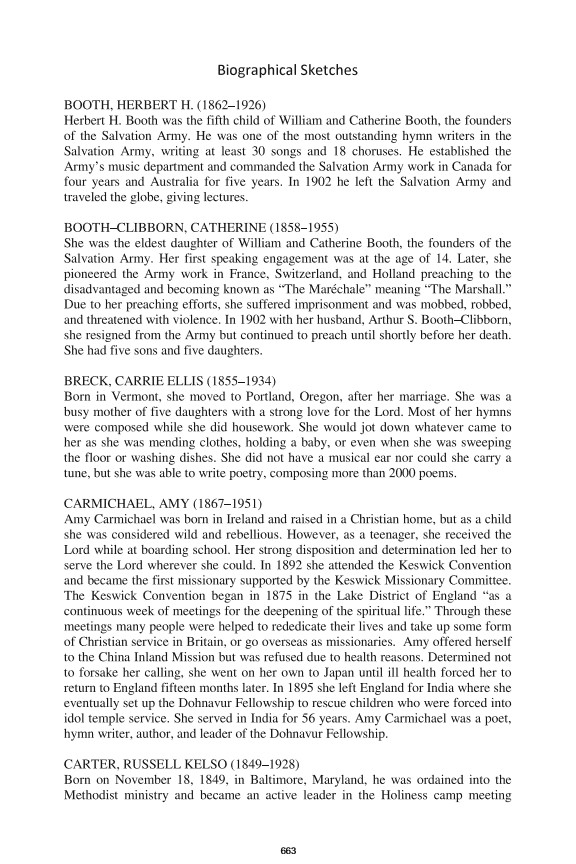 Biographical Sketches
BOOTH, HERBERT H. (1862–1926)
Herbert H. Booth was the fifth child of William and Catherine Booth, the founders
of the Salvation Army. He was one of the most outstanding hymn writers in the
Salvation Army, writing at least 30 songs and 18 choruses. He established the
Army's music department and commanded the Salvation Army work in Canada for
four years and Australia for five years. In 1902 he left the Salvation Army and
traveled the globe, giving lectures.
BOOTH–CLIBBORN, CATHERINE (1858–1955)
She was the eldest daughter of William and Catherine Booth, the founders of the
Salvation Army. Her first speaking engagement was at the age of 14. Later, she
pioneered the Army work in France, Switzerland, and Holland preaching to the
disadvantaged and becoming known as “The Maréchale” meaning “The Marshall.”
Due to her preaching efforts, she suffered imprisonment and was mobbed, robbed,
and threatened with violence. In 1902 with her husband, Arthur S. Booth–Clibborn,
she resigned from the Army but continued to preach until shortly before her death.
She had five sons and five daughters.
BRECK, CARRIE ELLIS (1855–1934)
Born in Vermont, she moved to Portland, Oregon, after her marriage. She was a
busy mother of five daughters with a strong love for the Lord. Most of her hymns
were composed while she did housework. She would jot down whatever came to
her as she was mending clothes, holding a baby, or even when she was sweeping
the floor or washing dishes. She did not have a musical ear nor could she carry a
tune, but she was able to write poetry, composing more than 2000 poems.
CARMICHAEL, AMY (1867–1951)
Amy Carmichael was born in Ireland and raised in a Christian home, but as a child
she was considered wild and rebellious. However, as a teenager, she received the
Lord while at boarding school. Her strong disposition and determination led her to
serve the Lord wherever she could. In 1892 she attended the Keswick Convention
and became the first missionary supported by the Keswick Missionary Committee.
The Keswick Convention began in 1875 in the Lake District of England “as a
continuous week of meetings for the deepening of the spiritual life.” Through these
meetings many people were helped to rededicate their lives and take up some form
of Christian service in Britain, or go overseas as missionaries. Amy offered herself
to the China Inland Mission but was refused due to health reasons. Determined not
to forsake her calling, she went on her own to Japan until ill health forced her to
return to England fifteen months later. In 1895 she left England for India where she
eventually set up the Dohnavur Fellowship to rescue children who were forced into
idol temple service. She served in India for 56 years. Amy Carmichael was a poet,
hymn writer, author, and leader of the Dohnavur Fellowship.
CARTER, RUSSELL KELSO (1849–1928)
Born on November 18, 1849, in Baltimore, Maryland, he was ordained into the
Methodist ministry and became an active leader in the Holiness camp meeting
663